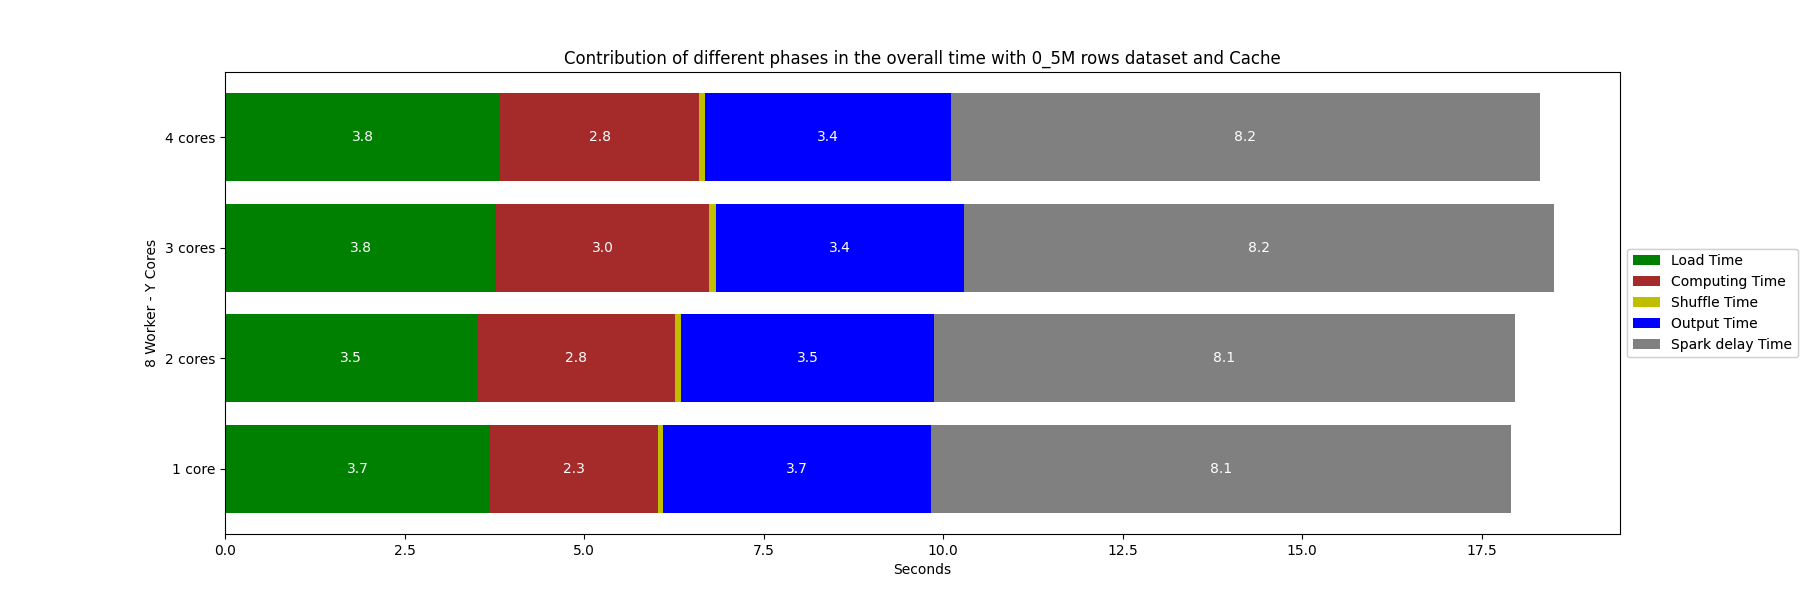 Contribution of different phases in the overall time with 0_5M rows dataset and Cache
4 cores
3.8 2.8 3.4 8.2
3 cores
3.8 3.0 3.4 8.2
2 cores
3.5 2.8 3.5 8.1
1 core
3.7 2.3 3.7 8.1
8 Worker - Y Cores
0.0 2.5 5.0 7.5 10.0 12.5 15.0 17.5
Seconds
Load Time
Computing Time
Shuffle Time
Output Time
Spark delay Time